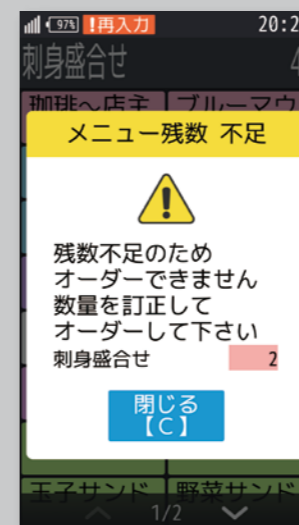 97% !再入力 20:2
刺身盛合せ 4
珈琲～店主 ブルーマウ
メニュー残数 不足
残数不足のため
オーダーできません
数量を訂正して
オーダーして下さい
刺身盛合せ 2
閉じる
【C】
玉子サンド 野菜サンド
1/2